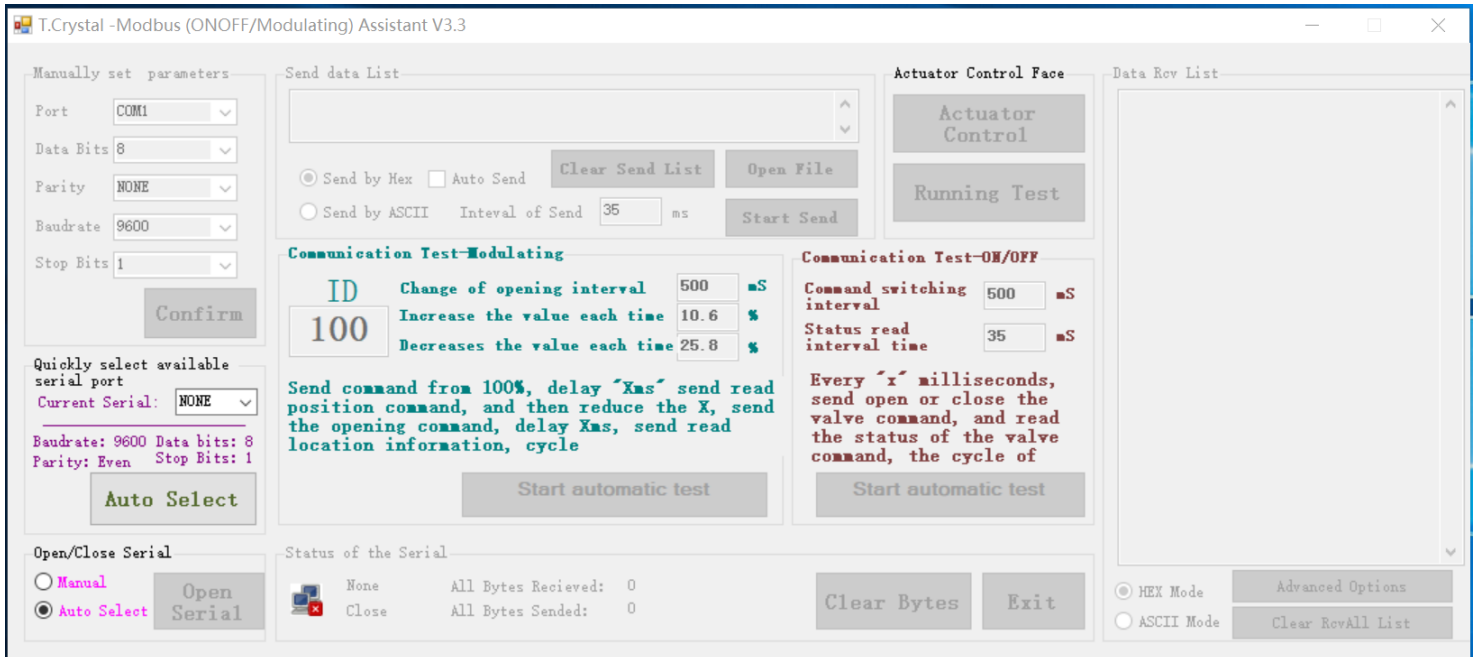 T.Crystal -Modbus (ONOFF/Modulating) Assistant V3.3
Manually set parameters
Port COM1
Data Bits 8
Parity NONE
Baudrate 9600
Stop Bits 1
Confirm
Quickly select available
serial port
Current Serial: NONE
Baudrate: 9600 Data bits: 8
Parity: Even Stop Bits: 1
Auto Select
Open/Close Serial
Manual
Auto Select
Open
Serial
Send data List
Send by Hex Auto Send Clear Send List Open File
Send by ASCII Inteval of Send 35 ms Start Send
Actuator Control Face
Actuator
Control
Running Test
Communication Test-Modulating
ID
100
Change of opening interval 500 mS
Increase the value each time 10.6 %
Decreases the value each time 25.8 %
Send command from 100%, delay "Xms" send read
position command, and then reduce the X, send
the opening command, delay Xms, send read
location information, cycle
Start automatic test
Communication Test-ON/OFF
Command switching
interval 500 mS
Status read
interval time 35 mS
Every "x" milliseconds,
send open or close the
valve command, and read
the status of the valve
command, the cycle of
Start automatic test
Status of the Serial
None All Bytes Recieved: 0
Close All Bytes Sended: 0
Clear Bytes Exit
Data Rcv List
HEX Mode Advanced Options
ASCII Mode Clear RcvAll List